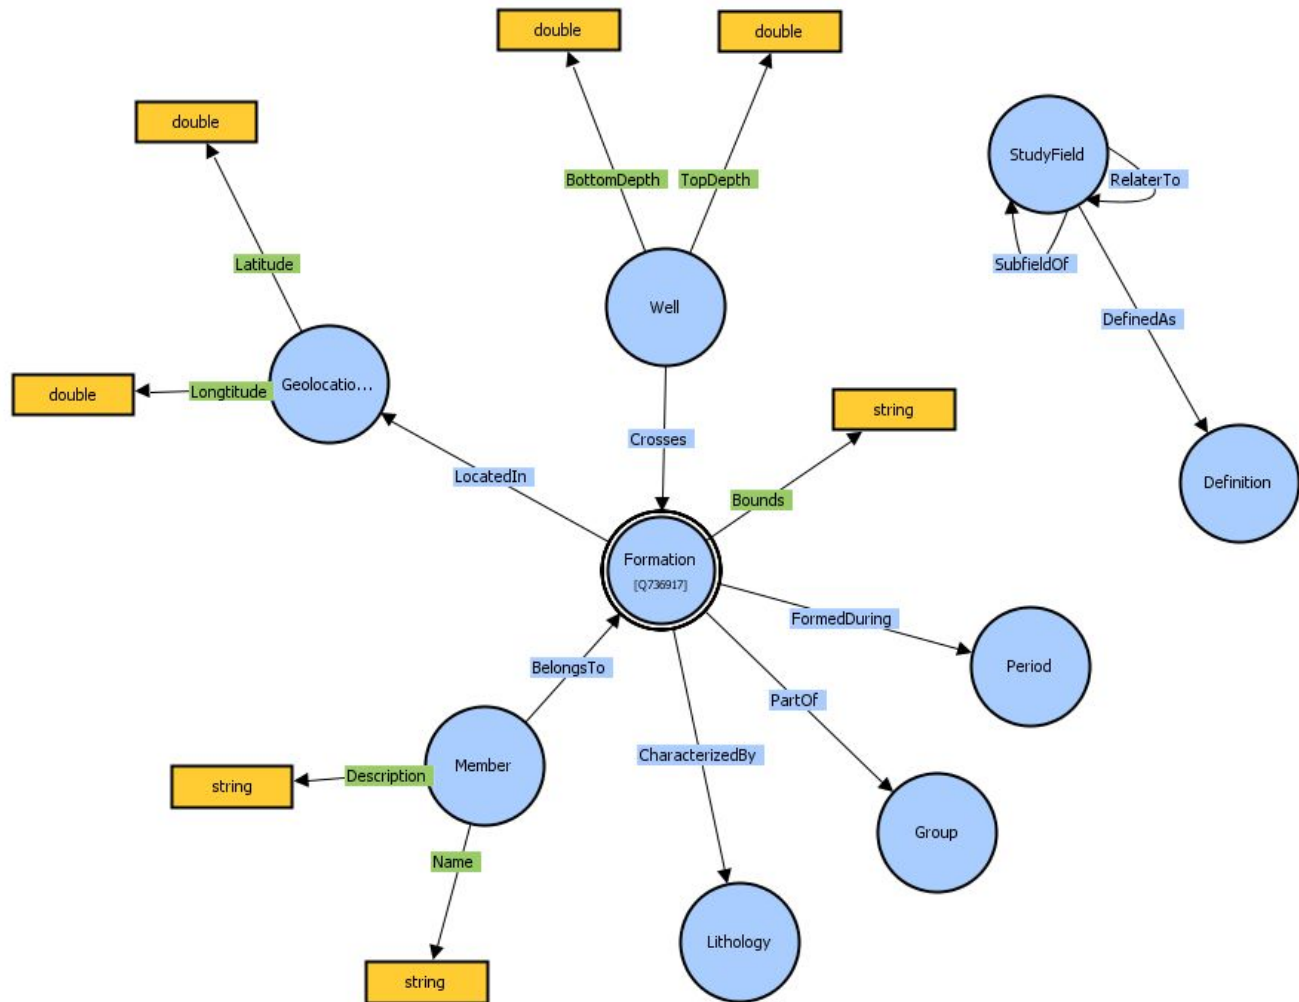 double
double
double
StudyField
RelaterTo
BottomDepth
TopDepth
Latitude
SubfieldOf
Well
DefinedAs
Geolocatio...
Longtitude
double
string
Crosses
LocatedIn
Definition
Bounds
Formation
[Q736917]
FormedDuring
BelongsTo
Period
PartOf
CharacterizedBy
Member
Description
string
Group
Name
Lithology
string